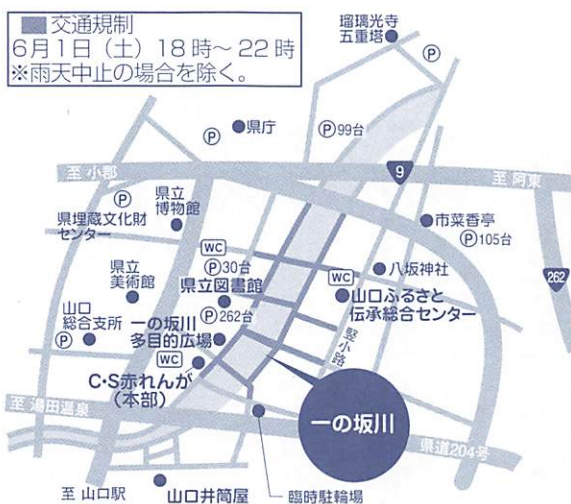 ■交通規制
6月1日（土）18時～22時
※雨天中止の場合を除く。
瑠璃光寺
五重塔
P
P
県庁
P99台
至 小郡
9
至 阿東
P
県立
博物館
県埋蔵文化財
センター
市菜香亭
P105台
WC
P30台
八坂神社
WC
262
県立
美術館
県立図書館
山口ふるさと
伝承総合センター
山口
総合支所
P
P262台
一の坂川
多目的広場
竪小路
WC
C・S赤れんが
（本部）
至 湯田温泉
一の坂川
県道204号
至 山口駅
山口井筒屋
臨時駐輪場